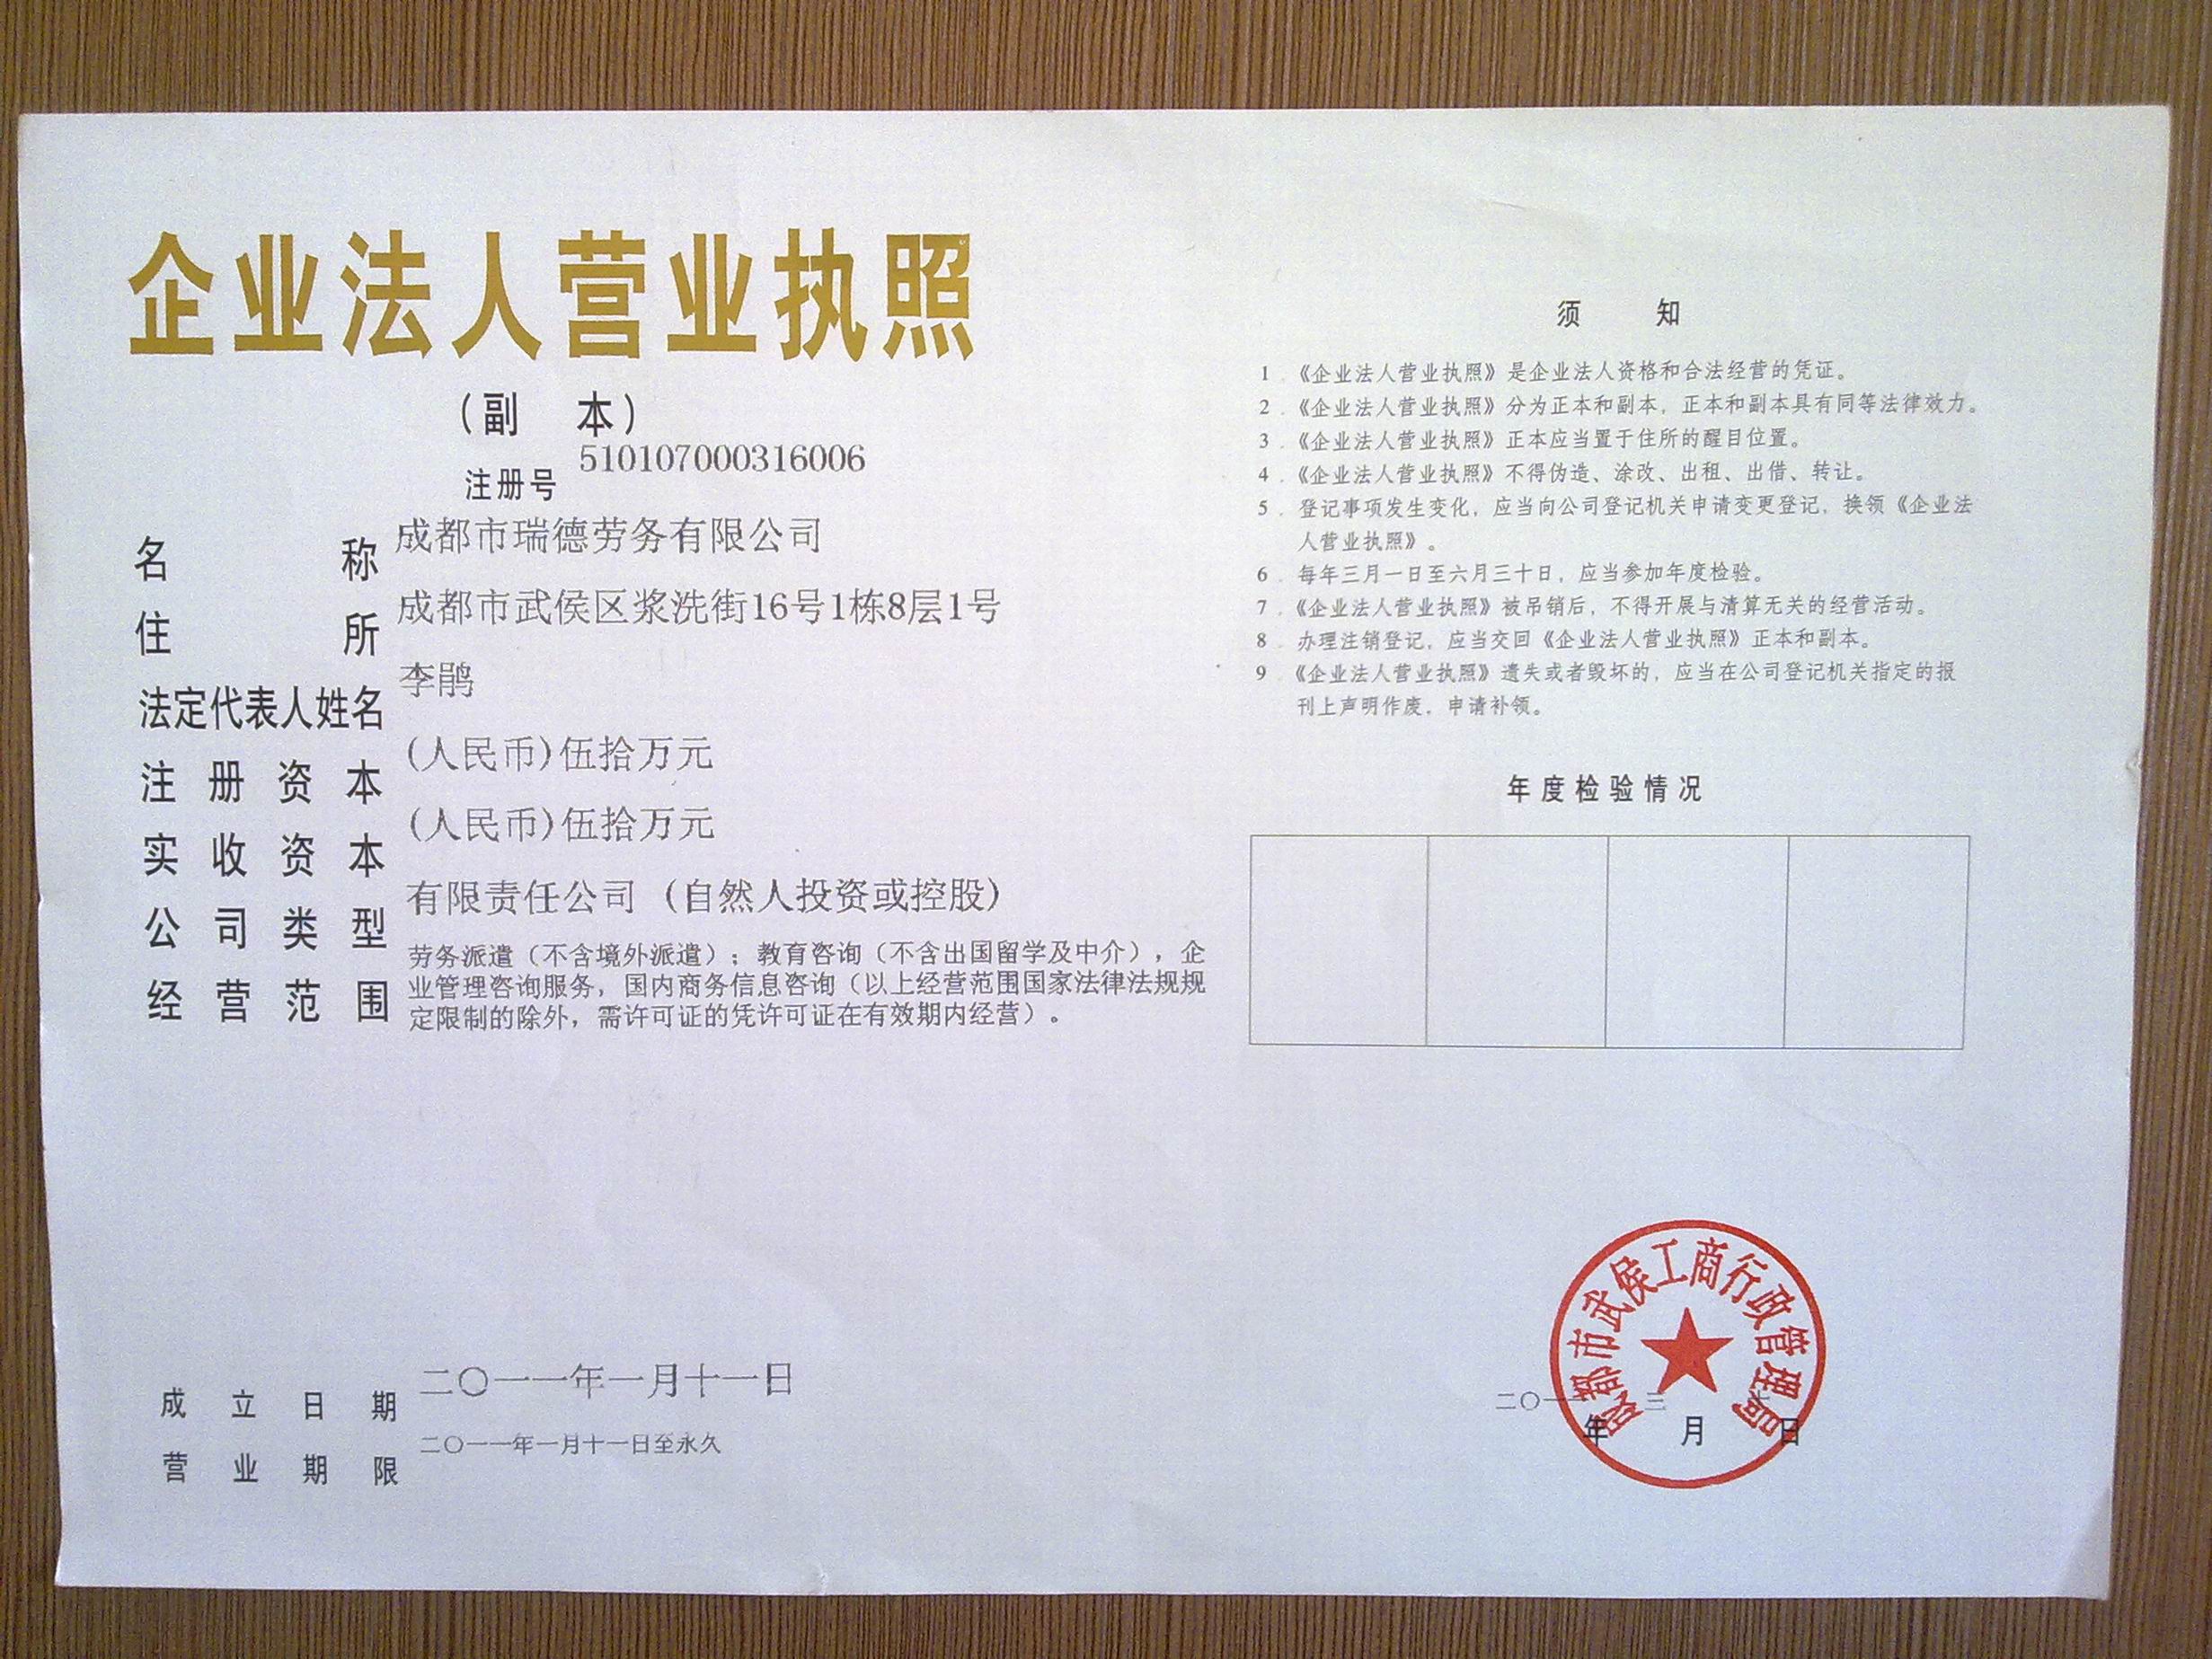 企业法人营业执照
（副 本）
注册号 510107000316006
名 称 成都市瑞德劳务有限公司
住 所 成都市武侯区浆洗街16号1栋8层1号
法定代表人姓名 李鹃
注册资本 (人民币)伍拾万元
实收资本 (人民币)伍拾万元
公司类型 有限责任公司（自然人投资或控股）
经营范围 劳务派遣（不含境外派遣）；教育咨询（不含出国留学及中介），企
业管理咨询服务，国内商务信息咨询（以上经营范围国家法律法规规
定限制的除外，需许可证的凭许可证在有效期内经营）。
成立日期 二〇一一年一月十一日
营业期限 二〇一一年一月十一日至永久
须 知
1．《企业法人营业执照》是企业法人资格和合法经营的凭证。
2．《企业法人营业执照》分为正本和副本，正本和副本具有同等法律效力。
3．《企业法人营业执照》正本应当置于住所的醒目位置。
4．《企业法人营业执照》不得伪造、涂改、出租、出借、转让。
5．登记事项发生变化，应当向公司登记机关申请变更登记，换领《企业法
人营业执照》。
6．每年三月一日至六月三十日，应当参加年度检验。
7．《企业法人营业执照》被吊销后，不得开展与清算无关的经营活动。
8．办理注销登记，应当交回《企业法人营业执照》正本和副本。
9．《企业法人营业执照》遗失或者毁坏的，应当在公司登记机关指定的报
刊上声明作废，申请补领。
年度检验情况
成都市武侯工商行政管理局
二〇一 三
年 月 日